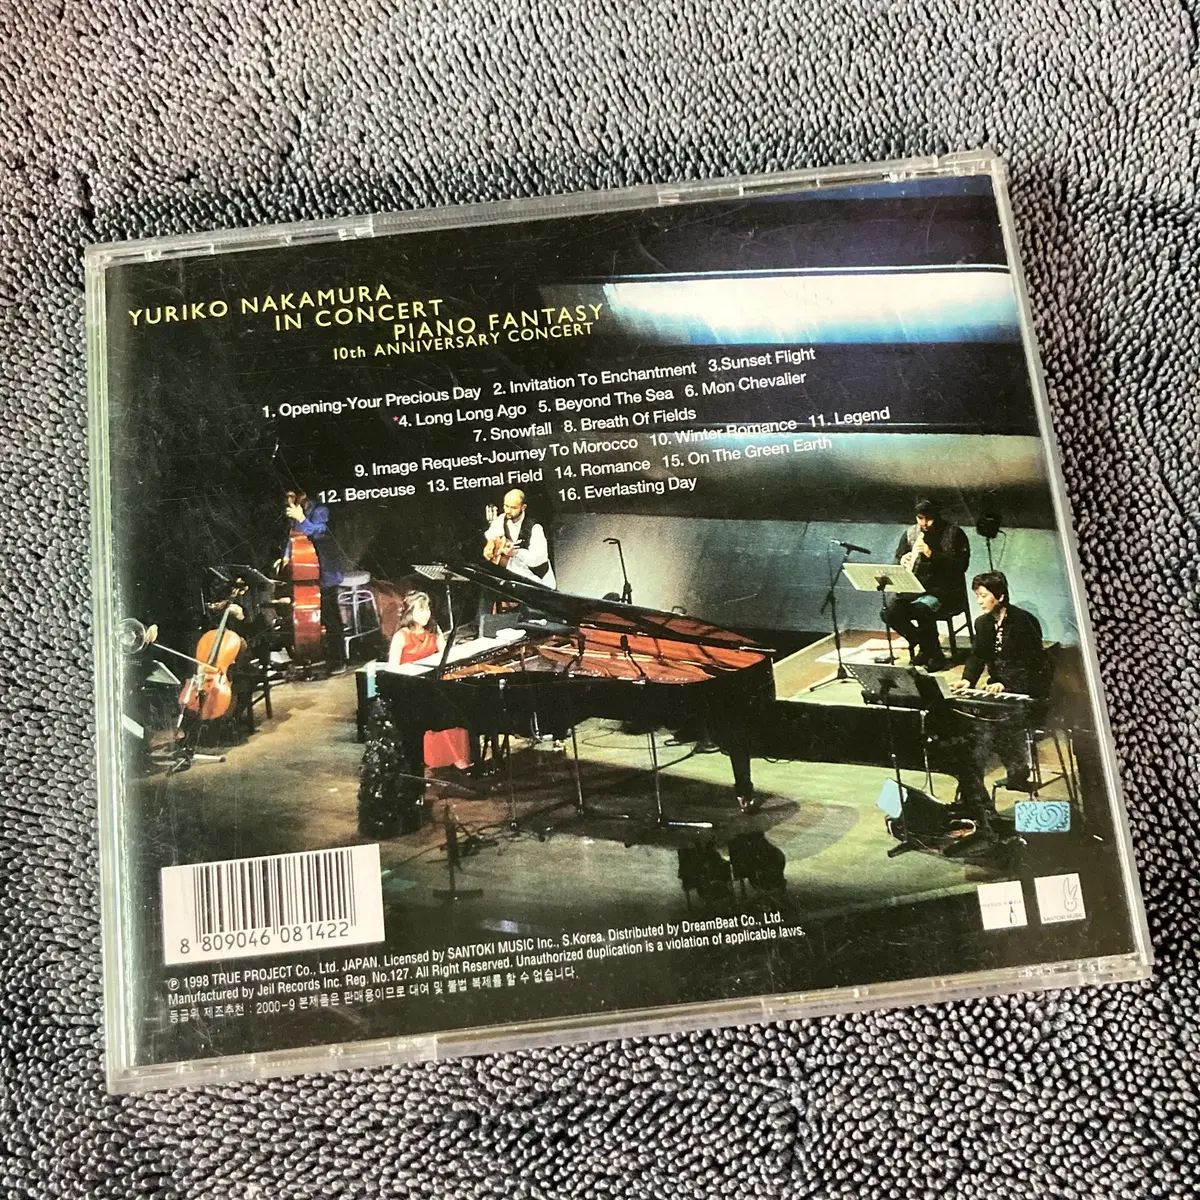 YURIKO NAKAMURA
IN CONCERT
PIANO FANTASY
10th ANNIVERSARY CONCERT
1. Opening-Your Precious Day 2. Invitation To Enchantment 3.Sunset Flight
*4. Long Long Ago 5. Beyond The Sea 6. Mon Chevalier
7. Snowfall 8. Breath Of Fields
9. Image Request-Journey To Morocco 10. Winter Romance 11. Legend
12. Berceuse 13. Eternal Field 14. Romance 15. On The Green Earth
16. Everlasting Day
8 809046 081422
SANTOKI MUSIC
℗ 1998 TRUE PROJECT Co., Ltd. JAPAN. Licensed by SANTOKI MUSIC Inc., S.Korea. Distributed by DreamBeat Co., Ltd.
Manufactured by Jeil Records Inc. Reg. No.127. All Right Reserved. Unauthorized duplication is a violation of applicable laws.
등급위 제조추천 : 2000-9 본제품은 판매용이므로 대여 및 불법 복제를 할 수 없습니다.